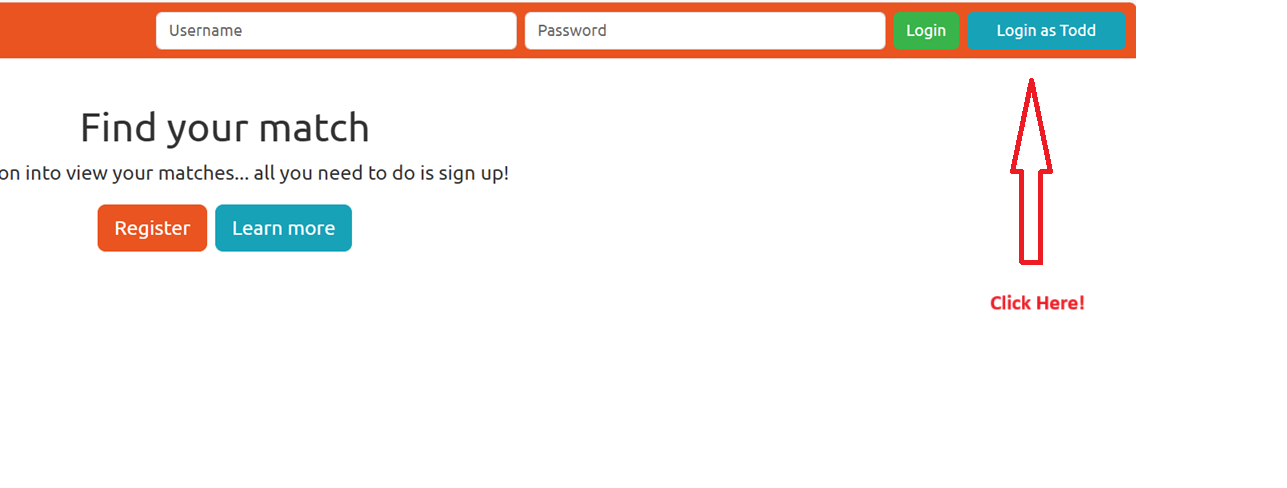 Username Password Login Login as Todd
Find your match
on into view your matches... all you need to do is sign up!
Register Learn more
Click Here!